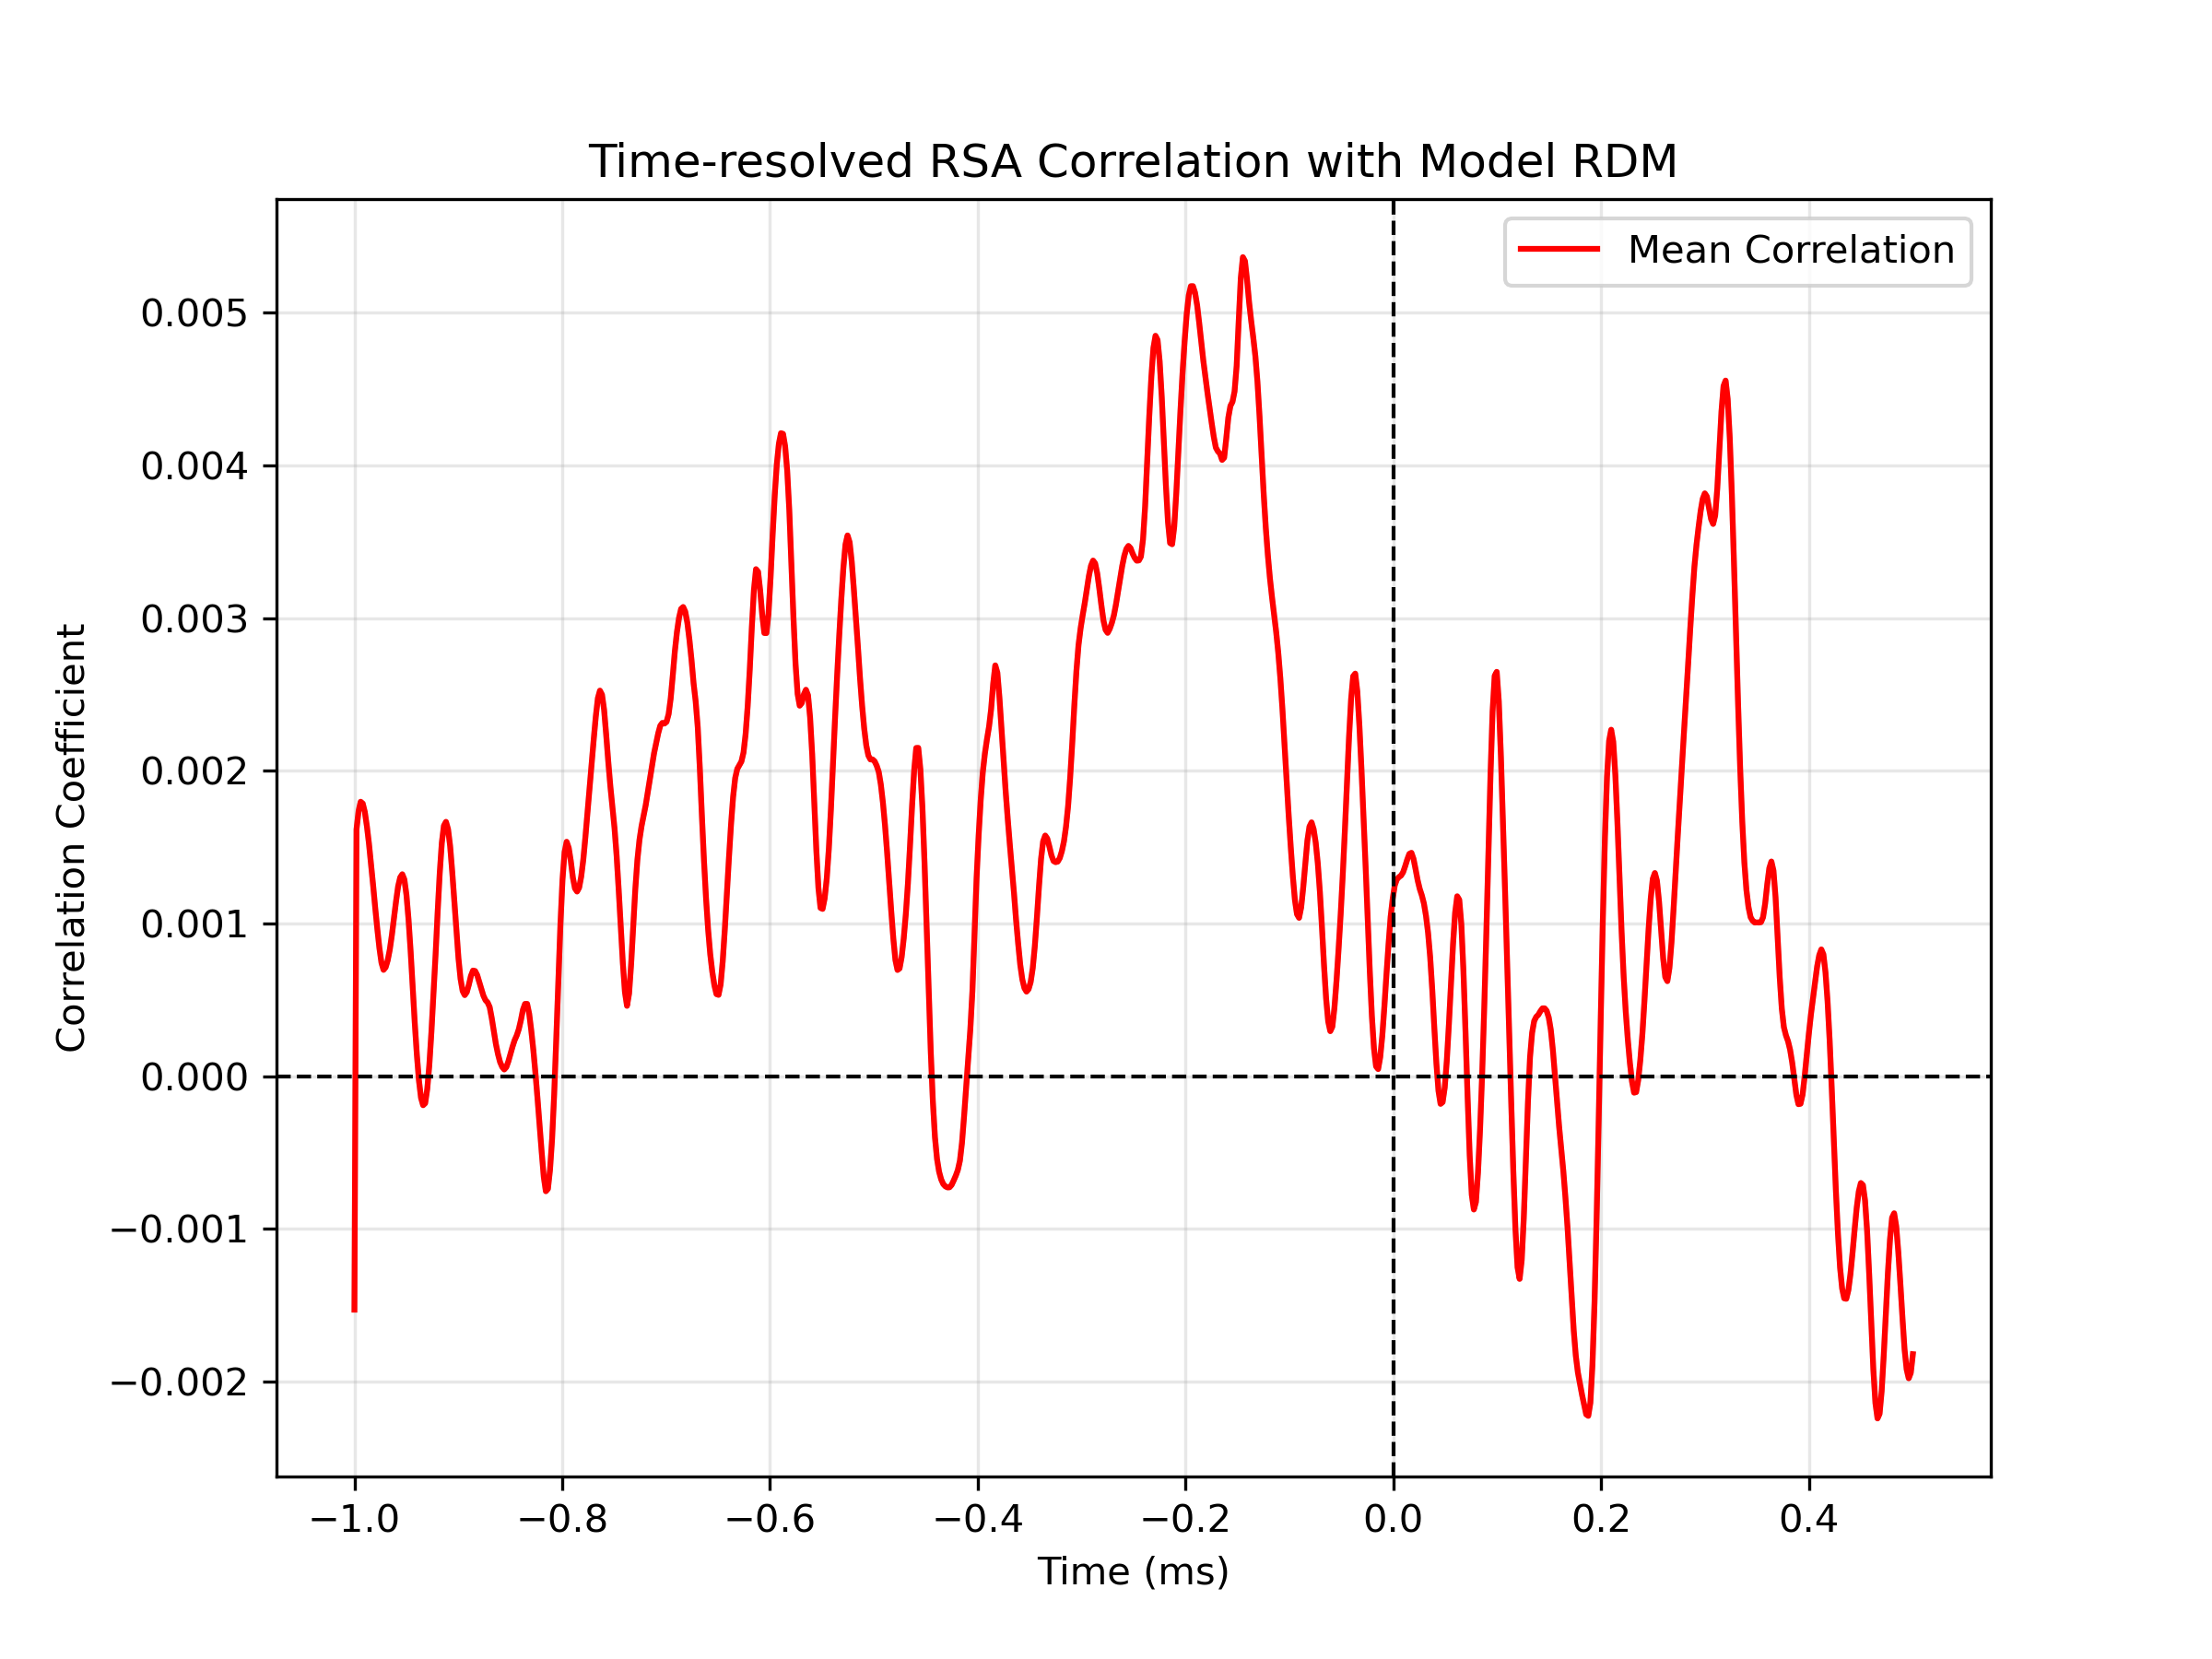 Time-resolved RSA Correlation with Model RDM
Mean Correlation
Correlation Coefficient
0.005
0.004
0.003
0.002
0.001
0.000
−0.001
−0.002
−1.0 −0.8 −0.6 −0.4 −0.2 0.0 0.2 0.4
Time (ms)